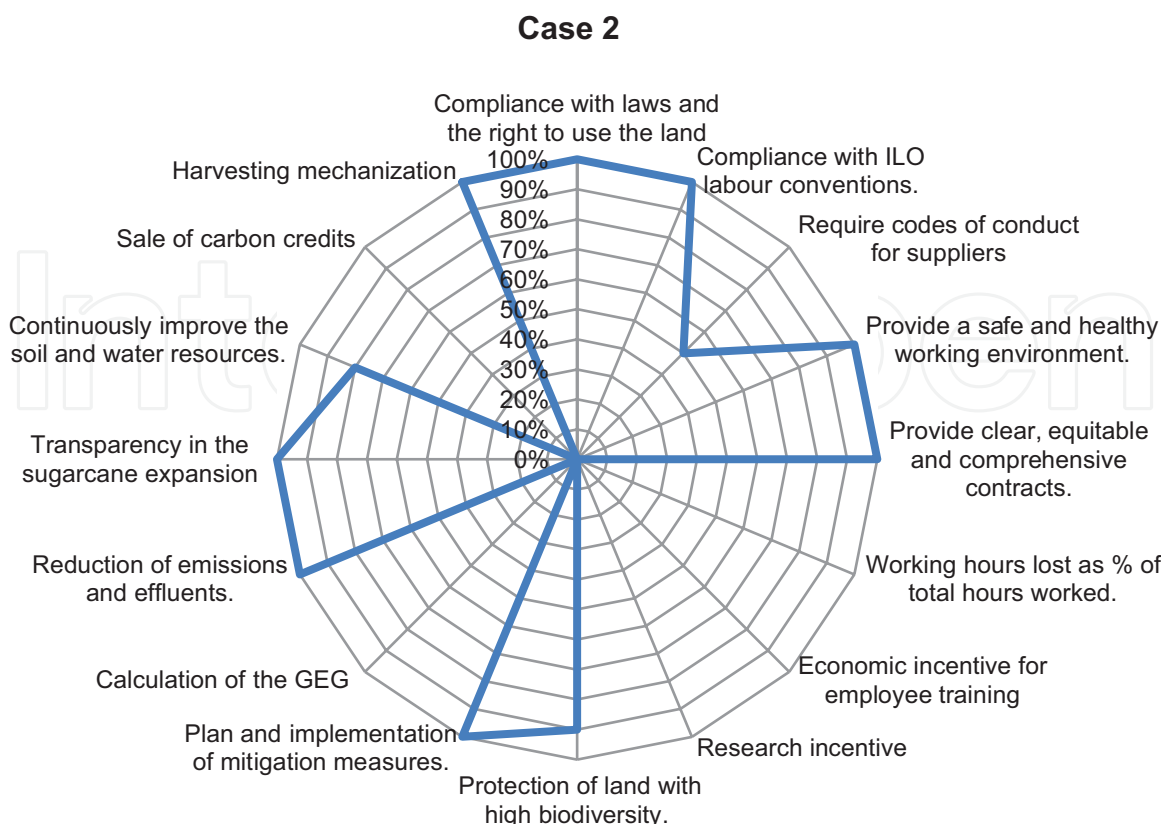 Case 2
Compliance with laws and
the right to use the land
Compliance with ILO
labour conventions.
Require codes of conduct
for suppliers
Provide a safe and healthy
working environment.
Provide clear, equitable
and comprehensive
contracts.
Working hours lost as % of
total hours worked.
Economic incentive for
employee training
Research incentive
Protection of land with
high biodiversity.
Plan and implementation
of mitigation measures.
Calculation of the GEG
Reduction of emissions
and effluents.
Transparency in the
sugarcane expansion
Continuously improve the
soil and water resources.
Sale of carbon credits
Harvesting mechanization
100%
90%
80%
70%
60%
50%
40%
30%
20%
10%
0%